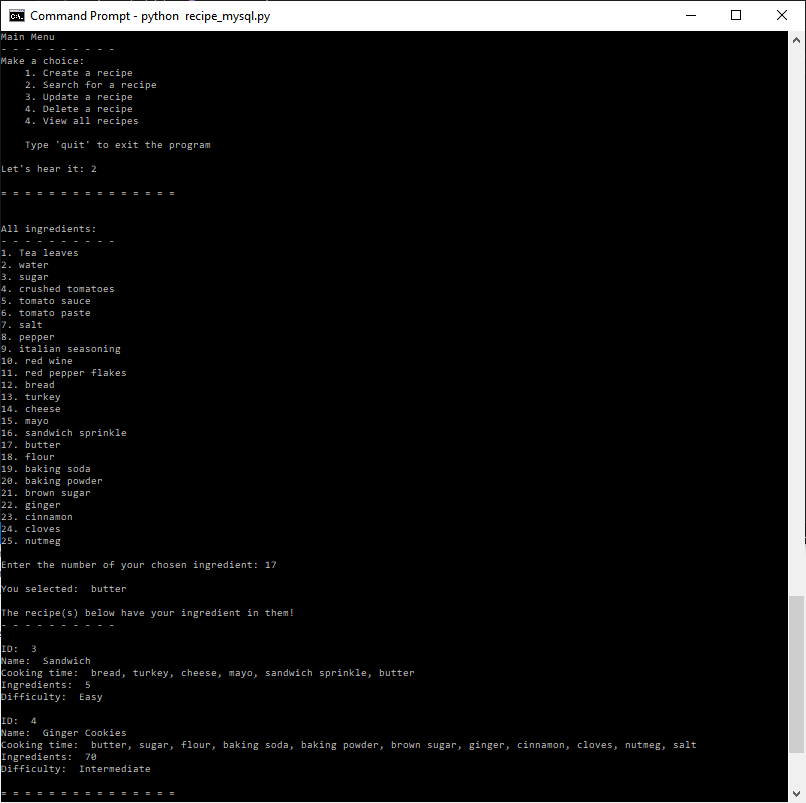 Command Prompt - python  recipe_mysql.py
Main Menu
- - - - - - - - - -
Make a choice:
    1. Create a recipe
    2. Search for a recipe
    3. Update a recipe
    4. Delete a recipe
    4. View all recipes
    Type 'quit' to exit the program
Let's hear it: 2
= = = = = = = = = = = = = = =
All ingredients:
- - - - - - - - - -
1. Tea leaves
2. water
3. sugar
4. crushed tomatoes
5. tomato sauce
6. tomato paste
7. salt
8. pepper
9. italian seasoning
10. red wine
11. red pepper flakes
12. bread
13. turkey
14. cheese
15. mayo
16. sandwich sprinkle
17. butter
18. flour
19. baking soda
20. baking powder
21. brown sugar
22. ginger
23. cinnamon
24. cloves
25. nutmeg
Enter the number of your chosen ingredient: 17
You selected:  butter
The recipe(s) below have your ingredient in them!
- - - - - - - - - -
ID:  3
Name:  Sandwich
Cooking time:  bread, turkey, cheese, mayo, sandwich sprinkle, butter
Ingredients:  5
Difficulty:  Easy
ID:  4
Name:  Ginger Cookies
Cooking time:  butter, sugar, flour, baking soda, baking powder, brown sugar, ginger, cinnamon, cloves, nutmeg, salt
Ingredients:  70
Difficulty:  Intermediate
= = = = = = = = = = = = = = =